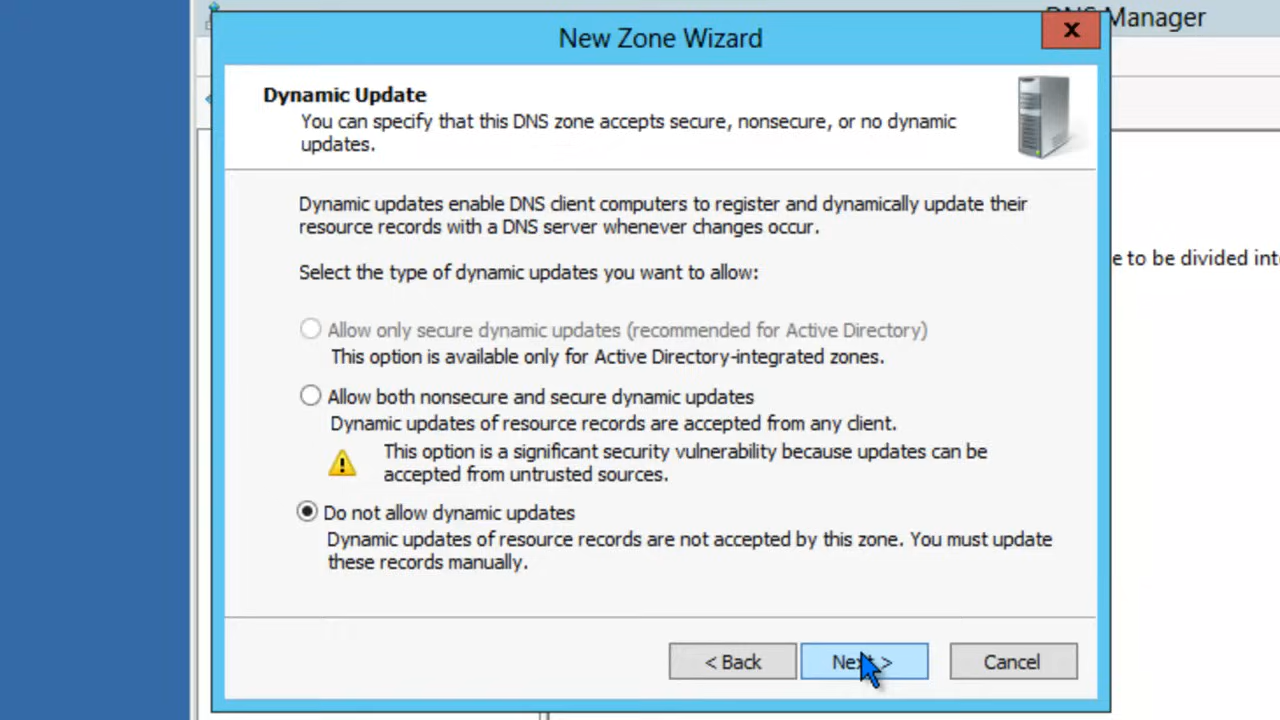 DNS Manager
New Zone Wizard
X
Dynamic Update
You can specify that this DNS zone accepts secure, nonsecure, or no dynamic
updates.
Dynamic updates enable DNS client computers to register and dynamically update their
resource records with a DNS server whenever changes occur.
e to be divided int
Select the type of dynamic updates you want to allow:
Allow only secure dynamic updates (recommended for Active Directory)
This option is available only for Active Directory-integrated zones.
Allow both nonsecure and secure dynamic updates
Dynamic updates of resource records are accepted from any client.
This option is a significant security vulnerability because updates can be
accepted from untrusted sources.
Do not allow dynamic updates
Dynamic updates of resource records are not accepted by this zone. You must update
these records manually.
< Back
Next >
Cancel